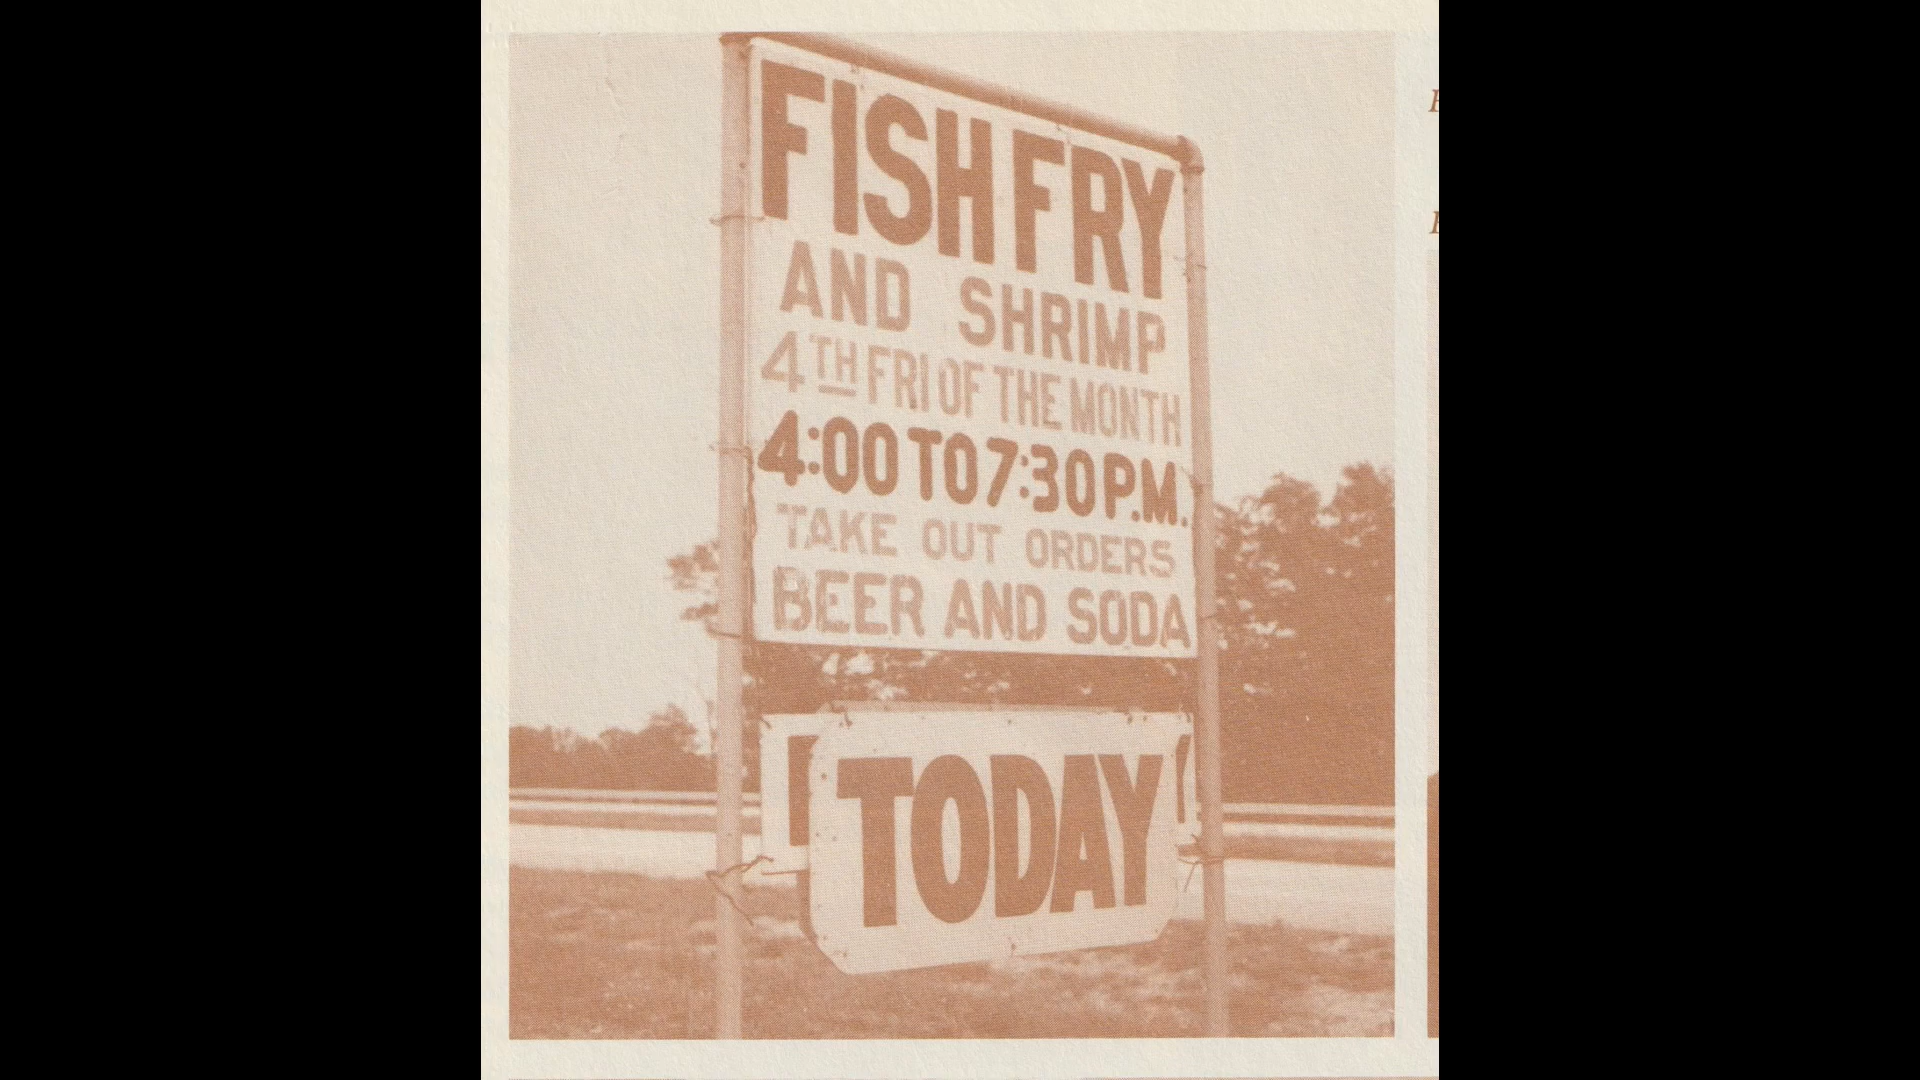 FISH FRY
AND SHRIMP
4TH FRI OF THE MONTH
4:00 TO 7:30 P.M.
TAKE OUT ORDERS
BEER AND SODA
TODAY